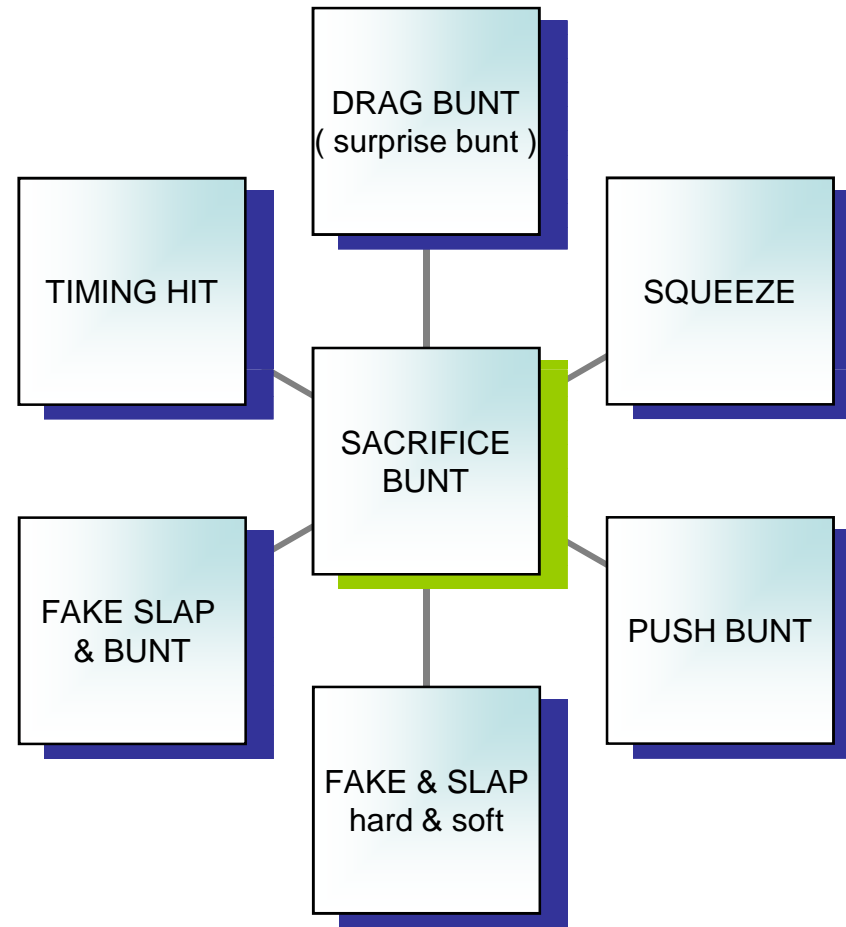 DRAG BUNT
( surprise bunt )
TIMING HIT
SQUEEZE
SACRIFICE
BUNT
FAKE SLAP
& BUNT
PUSH BUNT
FAKE & SLAP
hard & soft